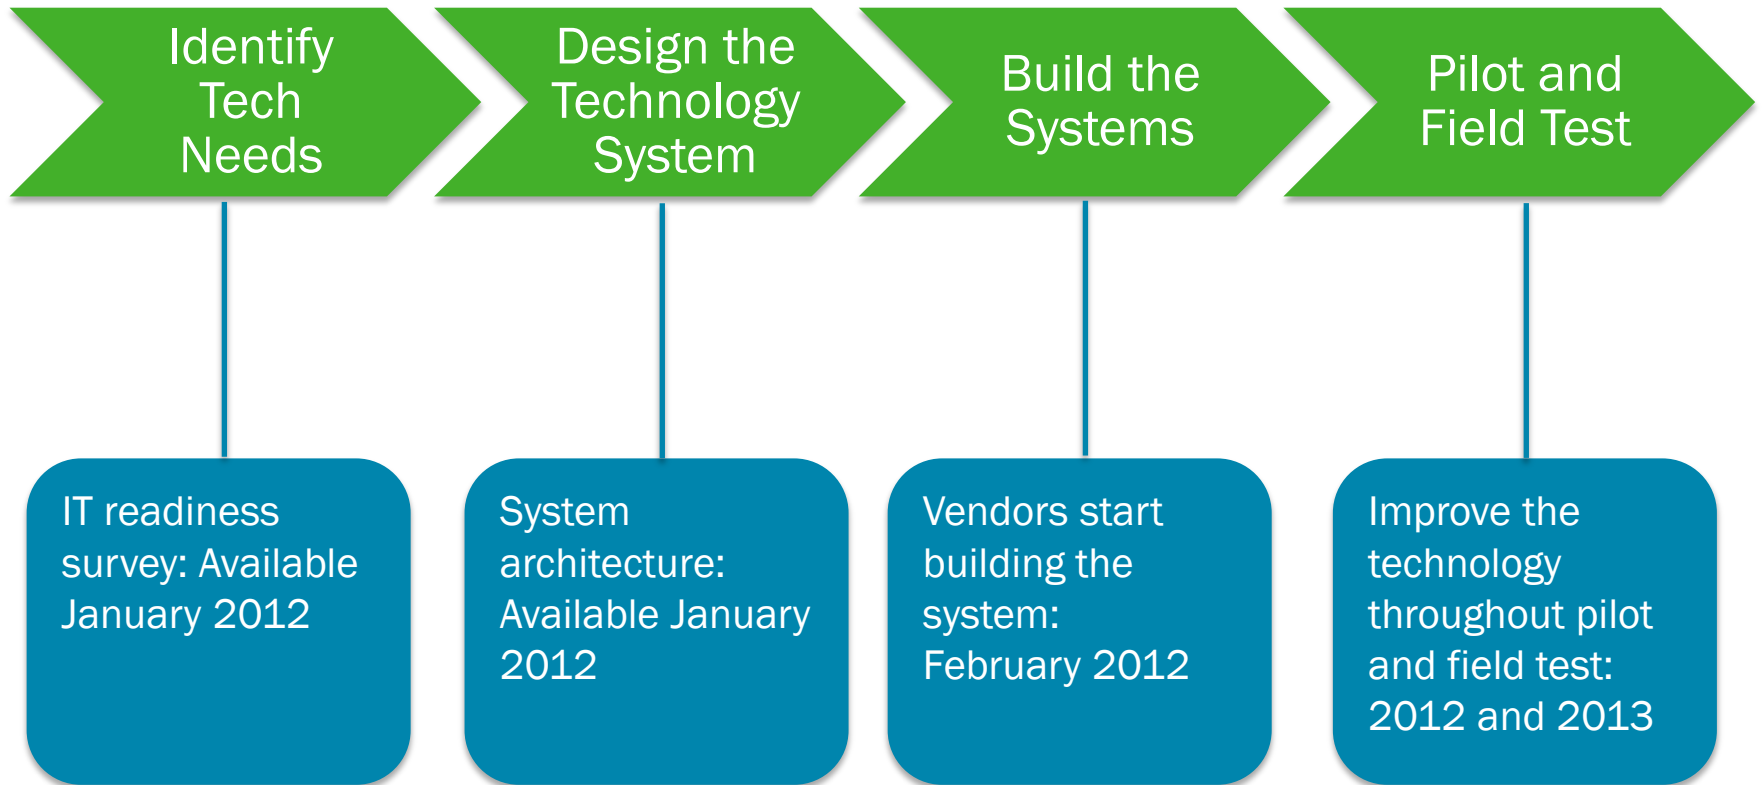 Identify
Tech
Needs
Design the
Technology
System
Build the
Systems
Pilot and
Field Test
IT readiness
survey: Available
January 2012
System
architecture:
Available January
2012
Vendors start
building the
system:
February 2012
Improve the
technology
throughout pilot
and field test:
2012 and 2013